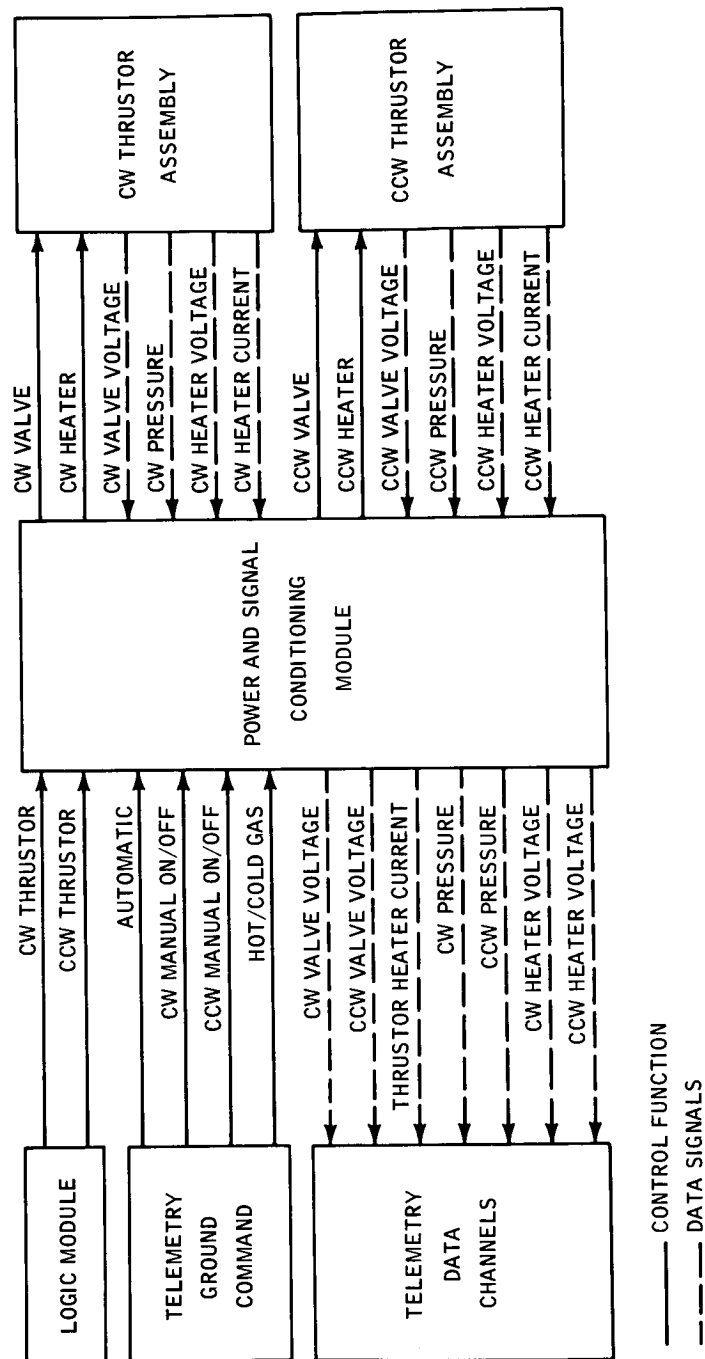 LOGIC MODULE
TELEMETRY
GROUND
COMMAND
TELEMETRY
DATA
CHANNELS
CW THRUSTOR
CCW THRUSTOR
AUTOMATIC
CW MANUAL ON/OFF
CCW MANUAL ON/OFF
HOT/COLD GAS
CW VALVE VOLTAGE
CCW VALVE VOLTAGE
THRUSTOR HEATER CURRENT
CW PRESSURE
CCW PRESSURE
CW HEATER VOLTAGE
CCW HEATER VOLTAGE
POWER AND SIGNAL
CONDITIONING
MODULE
CW VALVE
CW HEATER
CW VALVE VOLTAGE
CW PRESSURE
CW HEATER VOLTAGE
CW HEATER CURRENT
CCW VALVE
CCW HEATER
CCW VALVE VOLTAGE
CCW PRESSURE
CCW HEATER VOLTAGE
CCW HEATER CURRENT
CW THRUSTOR
ASSEMBLY
CCW THRUSTOR
ASSEMBLY
CONTROL FUNCTION
DATA SIGNALS